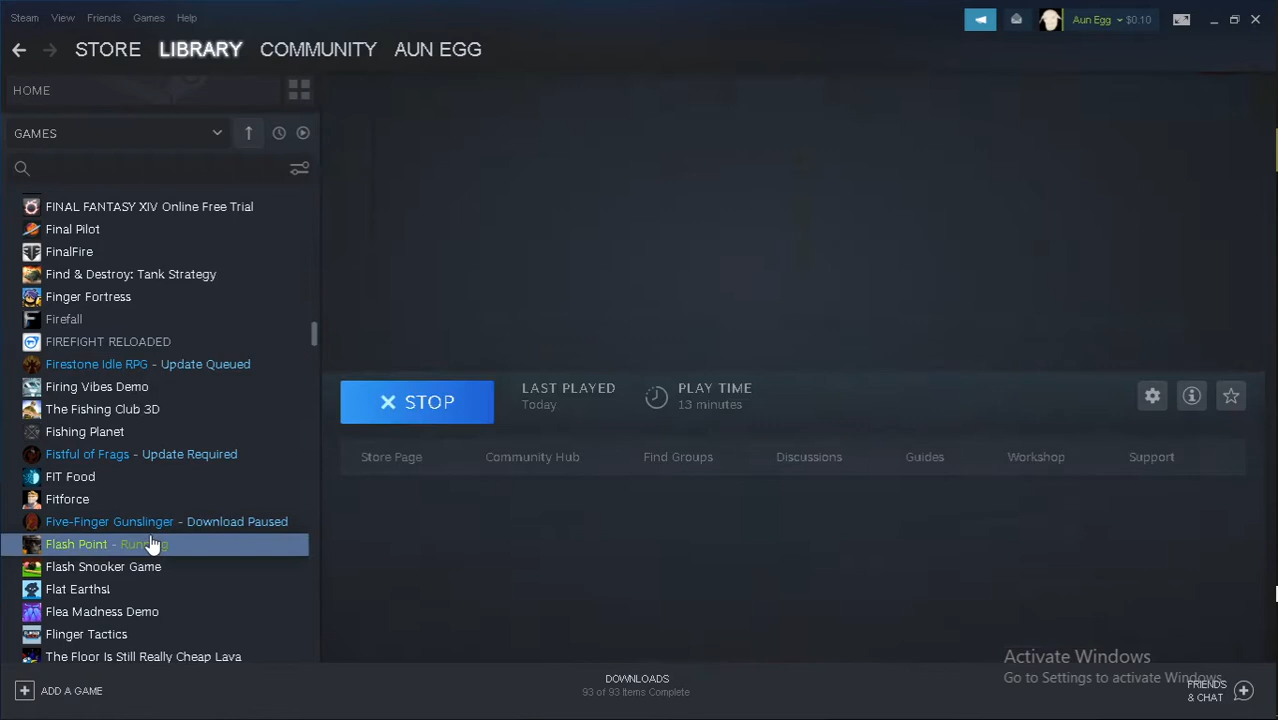 Steam View Friends Games Help
Aun Egg $0.10
STORE LIBRARY COMMUNITY AUN EGG
HOME
GAMES
FINAL FANTASY XIV Online Free Trial
Final Pilot
FinalFire
Find & Destroy: Tank Strategy
Finger Fortress
Firefall
FIREFIGHT RELOADED
Firestone Idle RPG - Update Queued
Firing Vibes Demo
The Fishing Club 3D
Fishing Planet
Fistful of Frags - Update Required
FIT Food
Fitforce
Five-Finger Gunslinger - Download Paused
Flash Point - Running
Flash Snooker Game
Flat Earths!
Flea Madness Demo
Flinger Tactics
The Floor Is Still Really Cheap Lava
STOP
LAST PLAYED
Today
PLAY TIME
13 minutes
Store Page Community Hub Find Groups Discussions Guides Workshop Support
Activate Windows
Go to Settings to activate Windows.
ADD A GAME
DOWNLOADS
93 of 93 Items Complete
FRIENDS
& CHAT